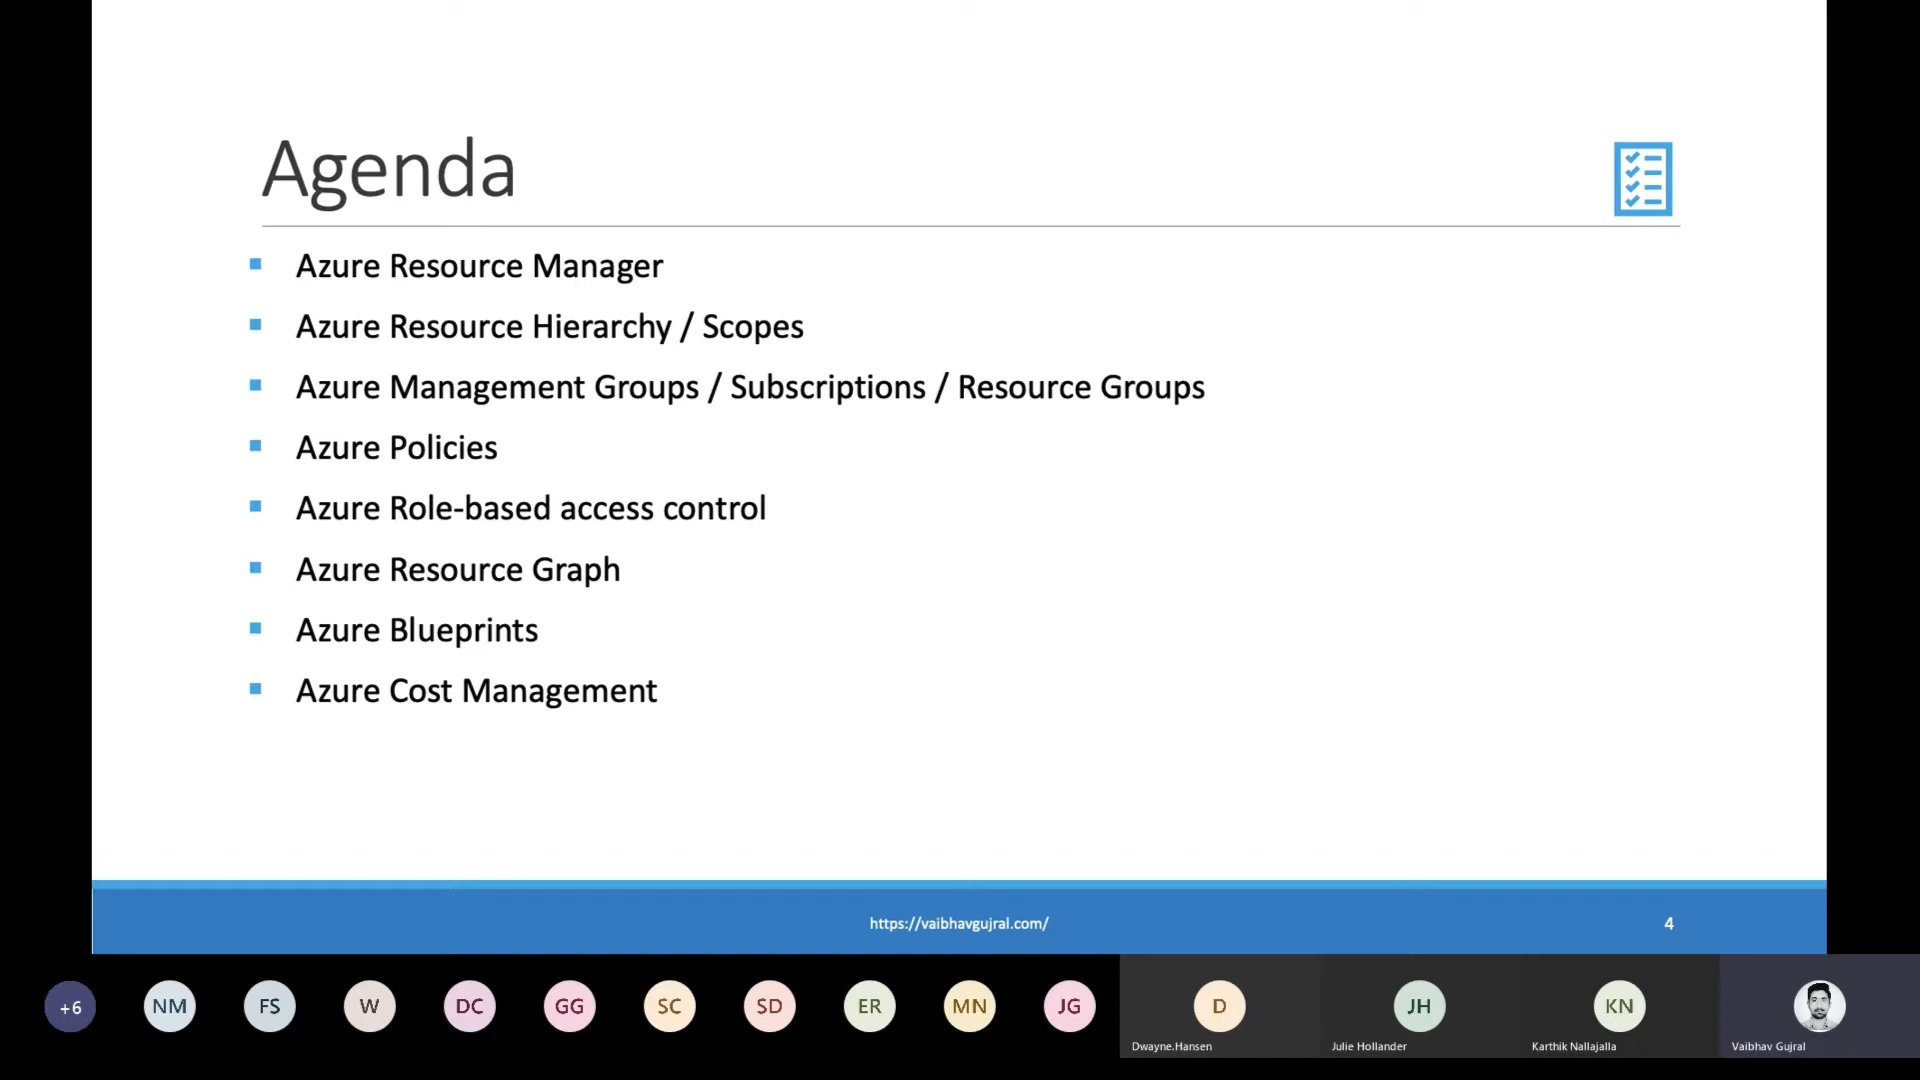 Agenda
Azure Resource Manager
Azure Resource Hierarchy / Scopes
Azure Management Groups / Subscriptions / Resource Groups
Azure Policies
Azure Role-based access control
Azure Resource Graph
Azure Blueprints
Azure Cost Management
https://vaibhavgujral.com/
4
+6
NM
FS
W
DC
GG
SC
SD
ER
MN
JG
D
JH
KN
Dwayne.Hansen
Julie Hollander
Karthik Nallajalla
Vaibhav Gujral